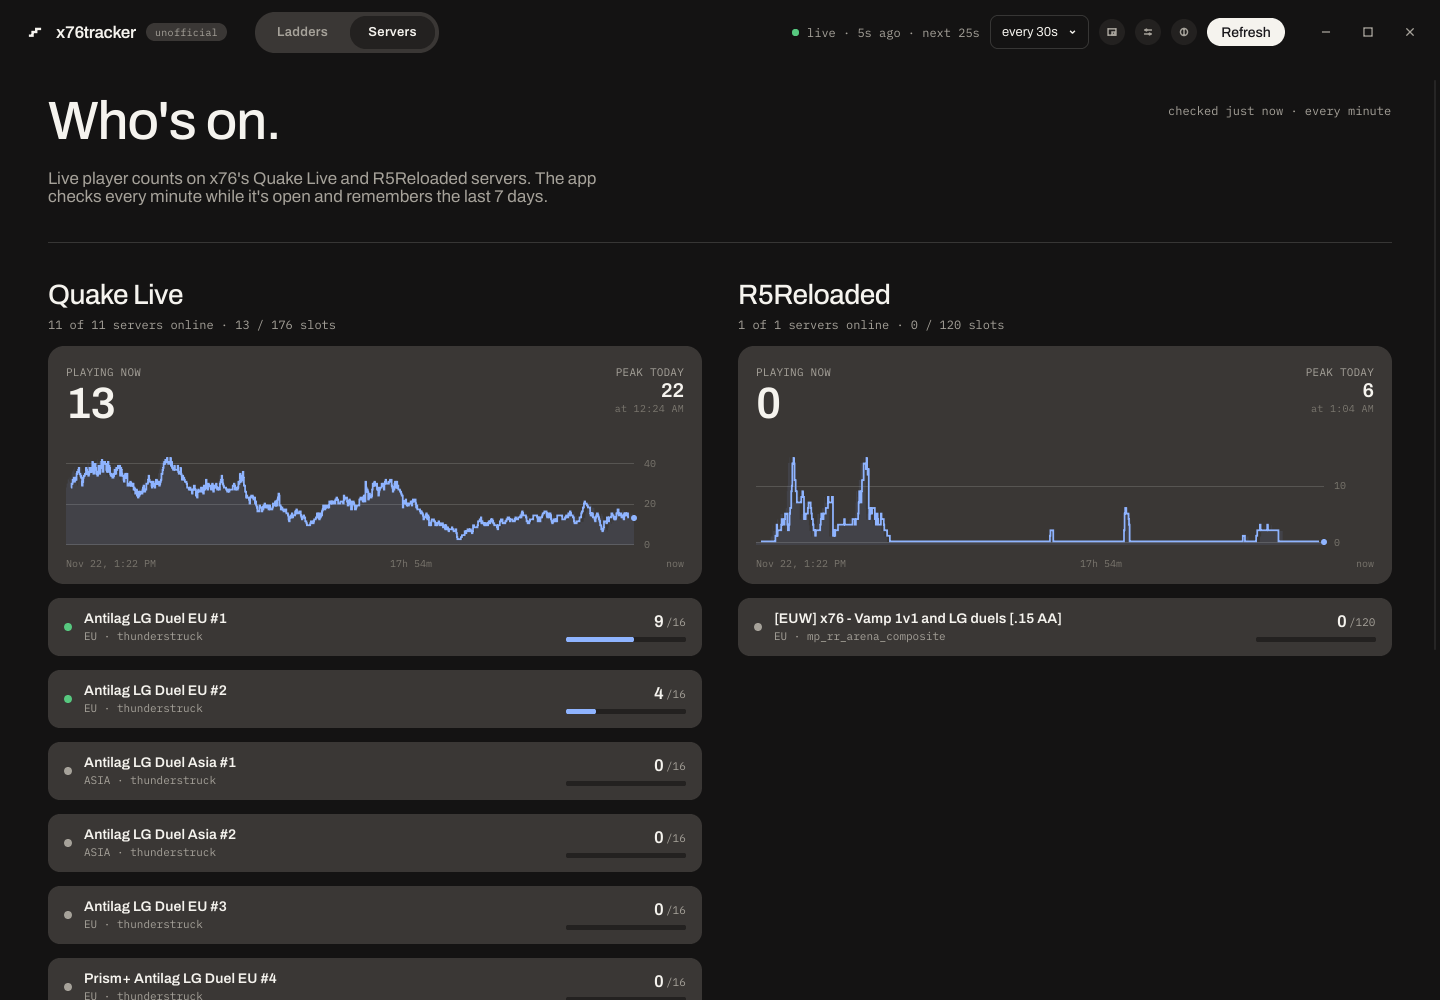 x76tracker unofficial Ladders Servers live · 5s ago · next 25s every 30s Refresh
Who's on.
checked just now · every minute
Live player counts on x76's Quake Live and R5Reloaded servers. The app
checks every minute while it's open and remembers the last 7 days.
Quake Live
11 of 11 servers online · 13 / 176 slots
PLAYING NOW
13
PEAK TODAY
22
at 12:24 AM
40
20
0
Nov 22, 1:22 PM 17h 54m now
Antilag LG Duel EU #1
EU · thunderstruck
9 /16
Antilag LG Duel EU #2
EU · thunderstruck
4 /16
Antilag LG Duel Asia #1
ASIA · thunderstruck
0 /16
Antilag LG Duel Asia #2
ASIA · thunderstruck
0 /16
Antilag LG Duel EU #3
EU · thunderstruck
0 /16
Prism+ Antilag LG Duel EU #4
EU · thunderstruck
0 /16
R5Reloaded
1 of 1 servers online · 0 / 120 slots
PLAYING NOW
0
PEAK TODAY
6
at 1:04 AM
10
0
Nov 22, 1:22 PM 17h 54m now
[EUW] x76 - Vamp 1v1 and LG duels [.15 AA]
EU · mp_rr_arena_composite
0 /120